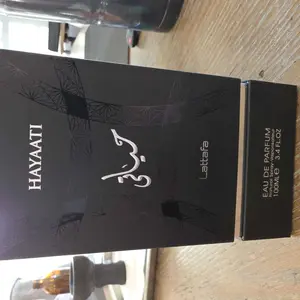 HAYAATI
حياتي
Lattafa
EAU DE PARFUM
100ML℮ 3.4 FL.OZ